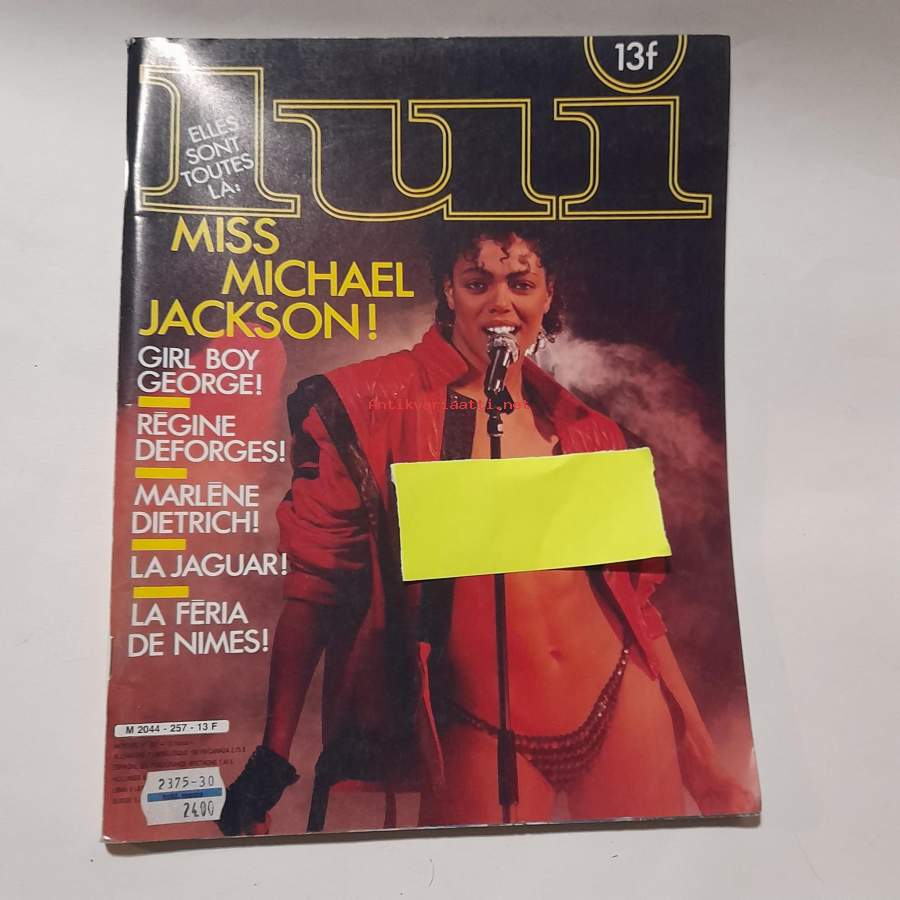 13f
lui
ELLES
SONT
TOUTES
LÀ:
MISS
MICHAEL
JACKSON!
GIRL BOY
GEORGE!
RÉGINE
DEFORGES!
MARLÈNE
DIETRICH!
LA JAGUAR!
LA FÉRIA
DE NIMES!
Antikvariaatti.net
M 2044 - 257 - 13 F
2375-30
2400